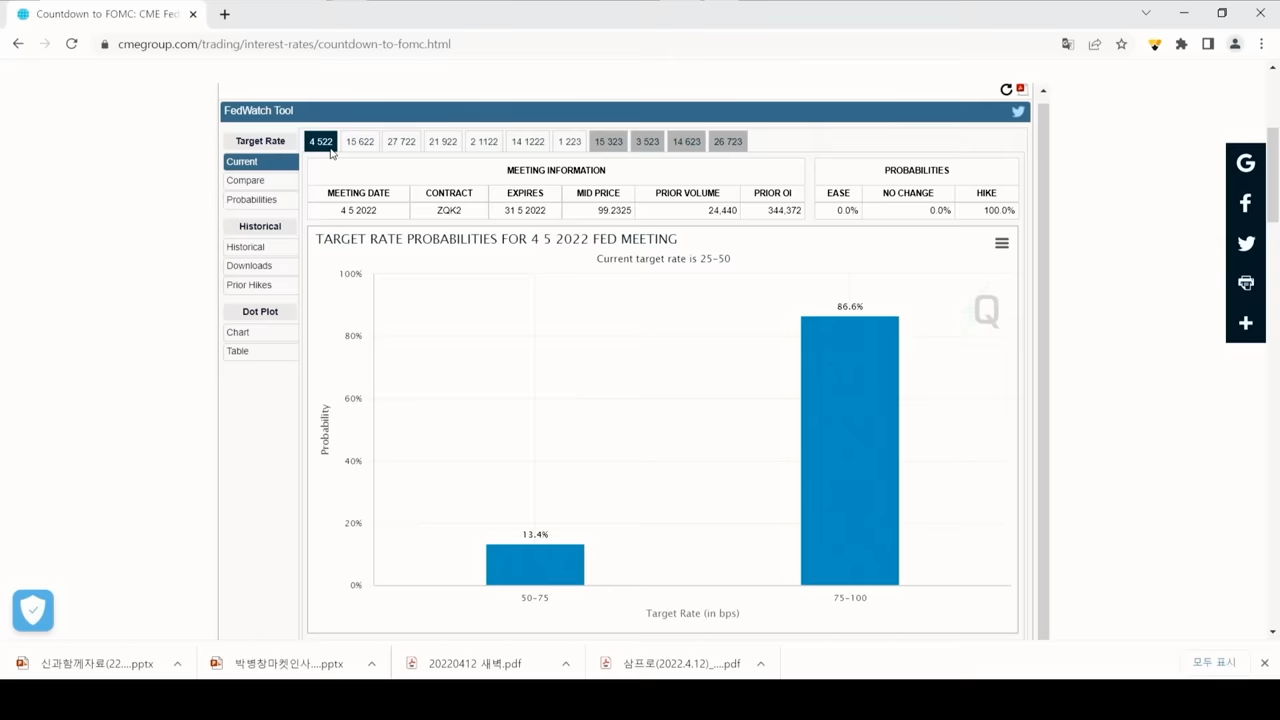 Countdown to FOMC: CME Fed
cmegroup.com/trading/interest-rates/countdown-to-fomc.html
FedWatch Tool
Target Rate
Current
Compare
Probabilities
Historical
Historical
Downloads
Prior Hikes
Dot Plot
Chart
Table
4 522 15 622 27 722 21 922 2 1122 14 1222 1 223 15 323 3 523 14 623 26 723
MEETING INFORMATION
MEETING DATE CONTRACT EXPIRES MID PRICE PRIOR VOLUME PRIOR OI
4 5 2022 ZQK2 31 5 2022 99.2325 24,440 344,372
PROBABILITIES
EASE NO CHANGE HIKE
0.0% 0.0% 100.0%
TARGET RATE PROBABILITIES FOR 4 5 2022 FED MEETING
Current target rate is 25-50
Probability
100%
80%
60%
40%
20%
0%
13.4%
86.6%
50-75
75-100
Target Rate (in bps)
Q
G
신과함께자료(22....pptx
박병창마켓인사....pptx
20220412 새벽.pdf
삼프로(2022.4.12)_....pdf
모두 표시